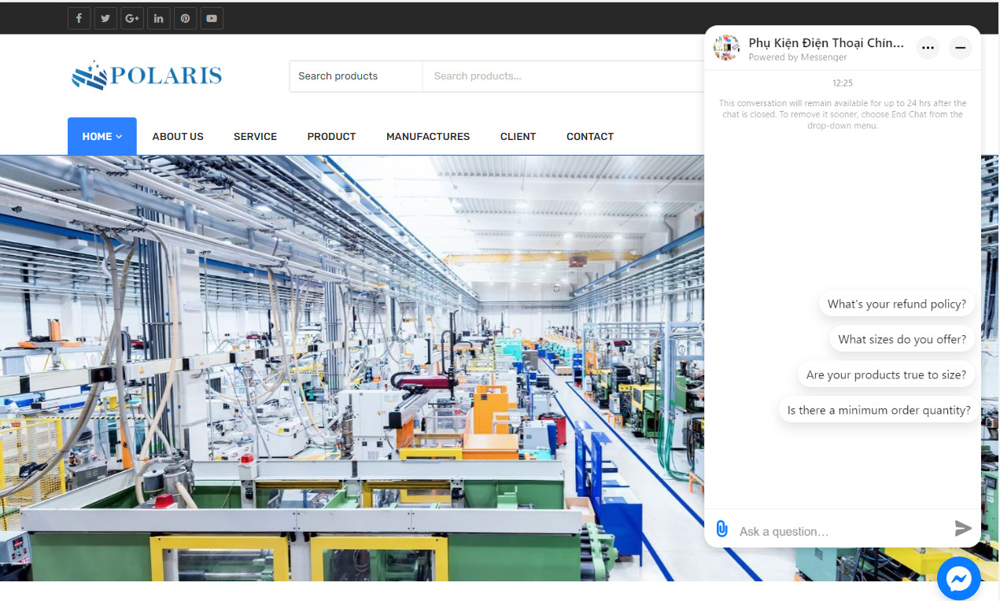 POLARIS
Search products
Search products...
HOME
ABOUT US
SERVICE
PRODUCT
MANUFACTURES
CLIENT
CONTACT
Phụ Kiện Điện Thoại Chín...
Powered by Messenger
12:25
This conversation will remain available for up to 24 hrs after the
chat is closed. To remove it sooner, choose End Chat from the
drop-down menu.
What's your refund policy?
What sizes do you offer?
Are your products true to size?
Is there a minimum order quantity?
Ask a question...